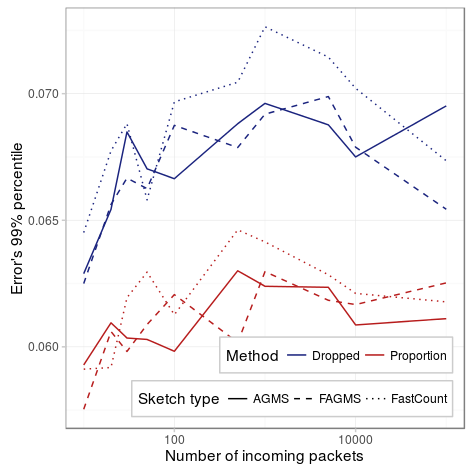 0.070
0.065
0.060
Error's 99% percentile
Method Dropped Proportion
Sketch type AGMS FAGMS FastCount
100 10000
Number of incoming packets